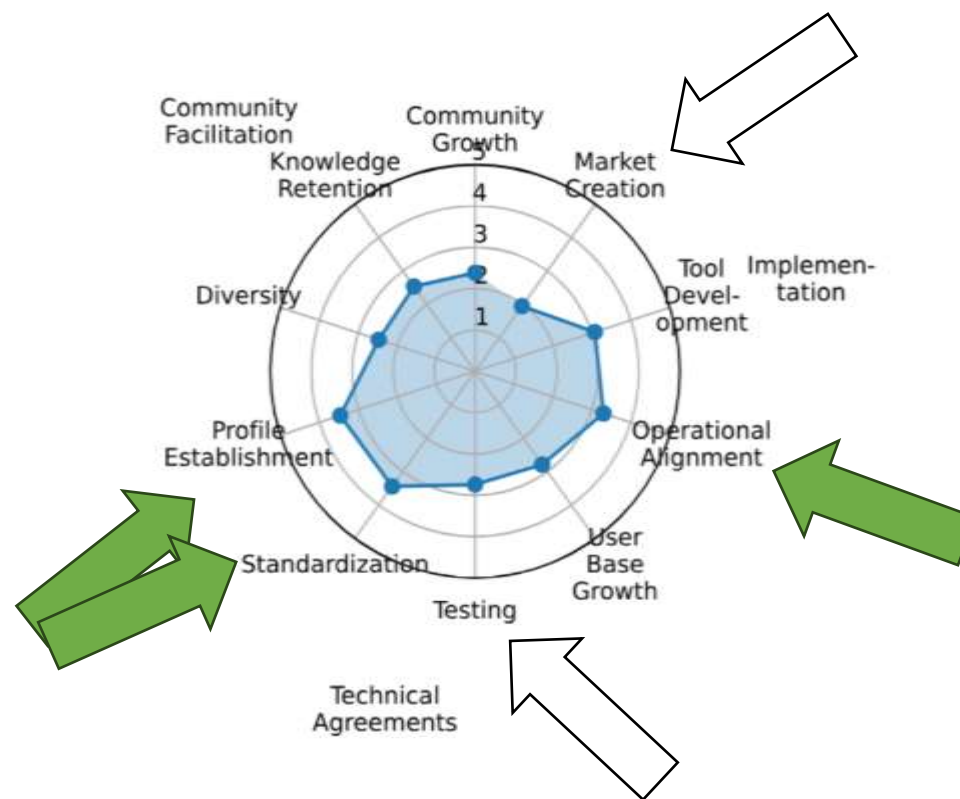 Community
Facilitation
Community
Growth
Knowledge
Retention
Market
Creation
5
4
3
2
1
Tool
Devel-
opment
Implemen-
tation
Diversity
Profile
Establishment
Operational
Alignment
User
Base
Growth
Standardization
Testing
Technical
Agreements